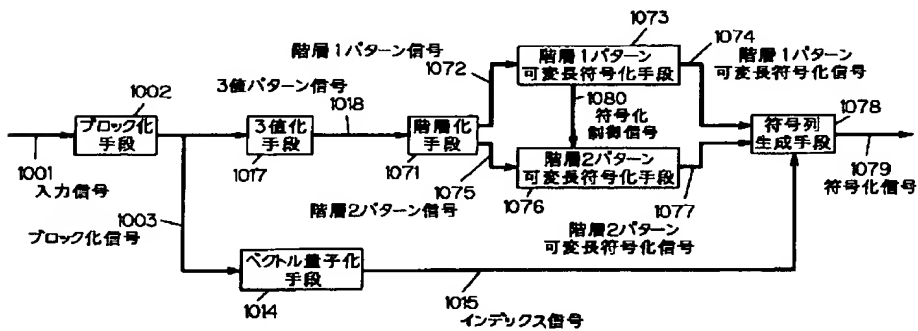 1073
階層1パターン
可変長符号化手段
1074
階層1パターン
可変長符号化信号
階層1パターン信号
1072
1002
ブロック化
手段
3値パターン信号
1018
3値化
手段
1017
階層化
手段
1071
1080
符号化
制御信号
1078
符号列
生成手段
1079
符号化信号
1001
入力信号
1075
階層2パターン信号
階層2パターン
可変長符号化手段
1076
1077
階層2パターン
可変長符号化信号
1003
ブロック化信号
ベクトル量子化
手段
1014
1015
インデックス信号